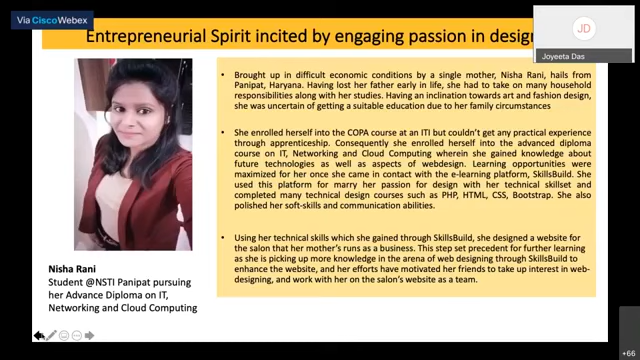 Via Cisco Webex
Entrepreneurial Spirit incited by engaging passion in desig
JD
Joyeeta Das
• Brought up in difficult economic conditions by a single mother, Nisha Rani, hails from
Panipat, Haryana. Having lost her father early in life, she had to take on many household
responsibilities along with her studies. Having an inclination towards art and fashion design,
she was uncertain of getting a suitable education due to her family circumstances
• She enrolled herself into the COPA course at an ITI but couldn't get any practical experience
through apprenticeship. Consequently she enrolled herself into the advanced diploma
course on IT, Networking and Cloud Computing wherein she gained knowledge about
future technologies as well as aspects of webdesign. Learning opportunities were
maximized for her once she came in contact with the e-learning platform, SkillsBuild. She
used this platform for marry her passion for design with her technical skillset and
completed many technical design courses such as PHP, HTML, CSS, Bootstrap. She also
polished her soft-skills and communication abilities.
• Using her technical skills which she gained through SkillsBuild, she designed a website for
the salon that her mother's runs as a business. This step set precedent for further learning
as she is picking up more knowledge in the arena of web designing through SkillsBuild to
enhance the website, and her efforts have motivated her friends to take up interest in web-
designing, and work with her on the salon's website as a team.
Nisha Rani
Student @NSTI Panipat pursuing
her Advance Diploma on IT,
Networking and Cloud Computing
+66